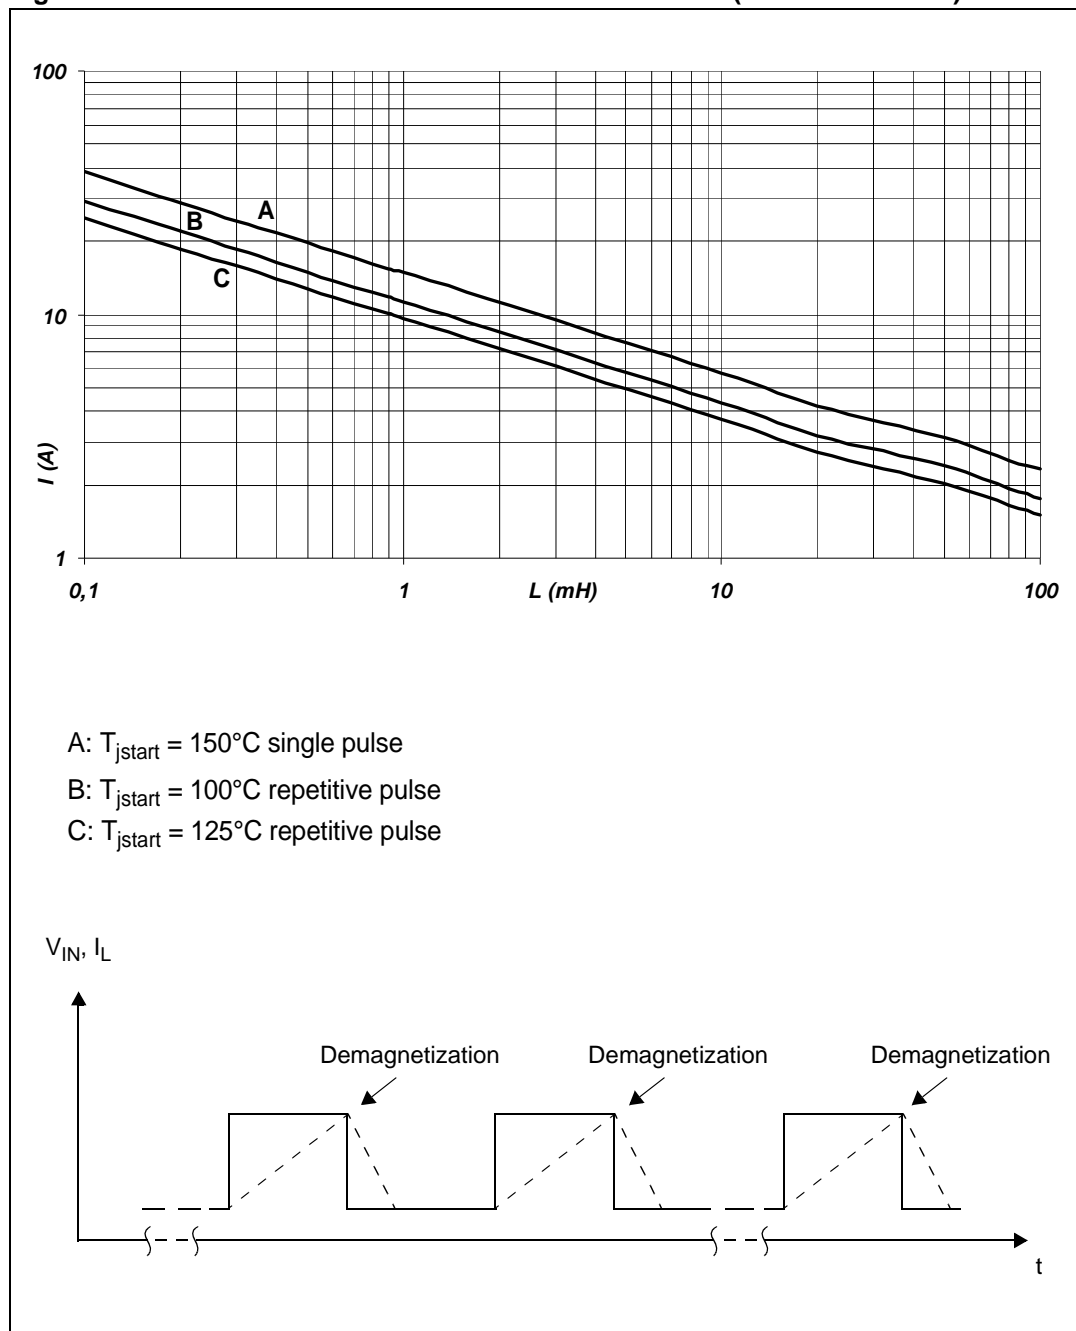 100
A
B
C
10
I (A)
1
0,1 1 L (mH) 10 100
A: Tjstart = 150°C single pulse
B: Tjstart = 100°C repetitive pulse
C: Tjstart = 125°C repetitive pulse
VIN, IL
Demagnetization Demagnetization Demagnetization
t